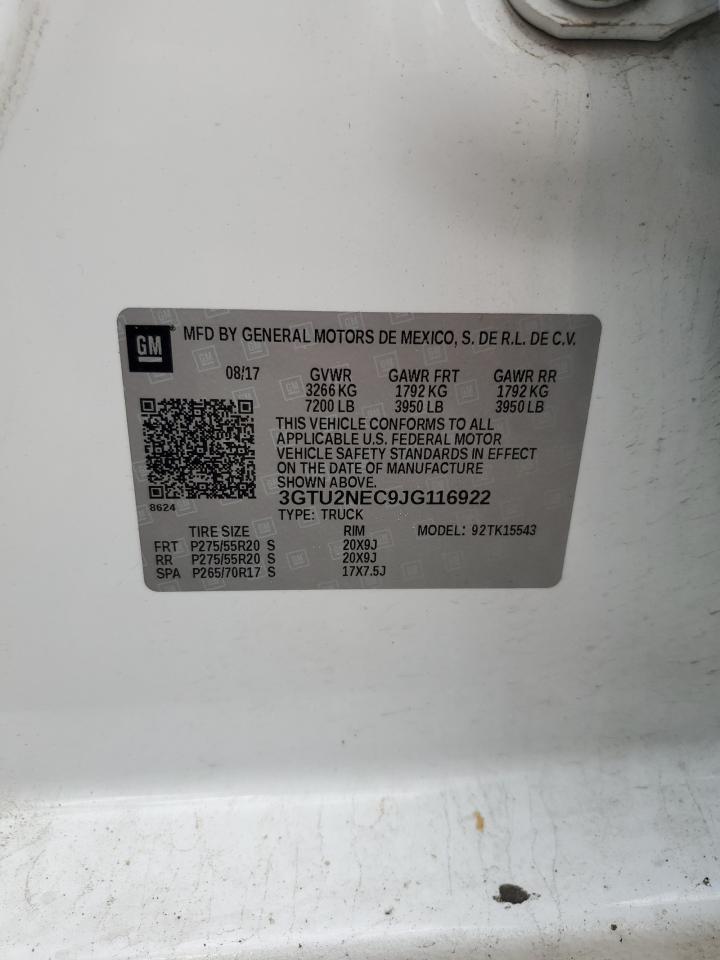 GM
MFD BY GENERAL MOTORS DE MEXICO, S. DE R.L. DE C.V.
08/17 GVWR GAWR FRT GAWR RR
3266 KG 1792 KG 1792 KG
7200 LB 3950 LB 3950 LB
THIS VEHICLE CONFORMS TO ALL
APPLICABLE U.S. FEDERAL MOTOR
VEHICLE SAFETY STANDARDS IN EFFECT
ON THE DATE OF MANUFACTURE
SHOWN ABOVE.
3GTU2NEC9JG116922
8624
TYPE: TRUCK
TIRE SIZE RIM MODEL: 92TK15543
FRT P275/55R20 S 20X9J
RR P275/55R20 S 20X9J
SPA P265/70R17 S 17X7.5J